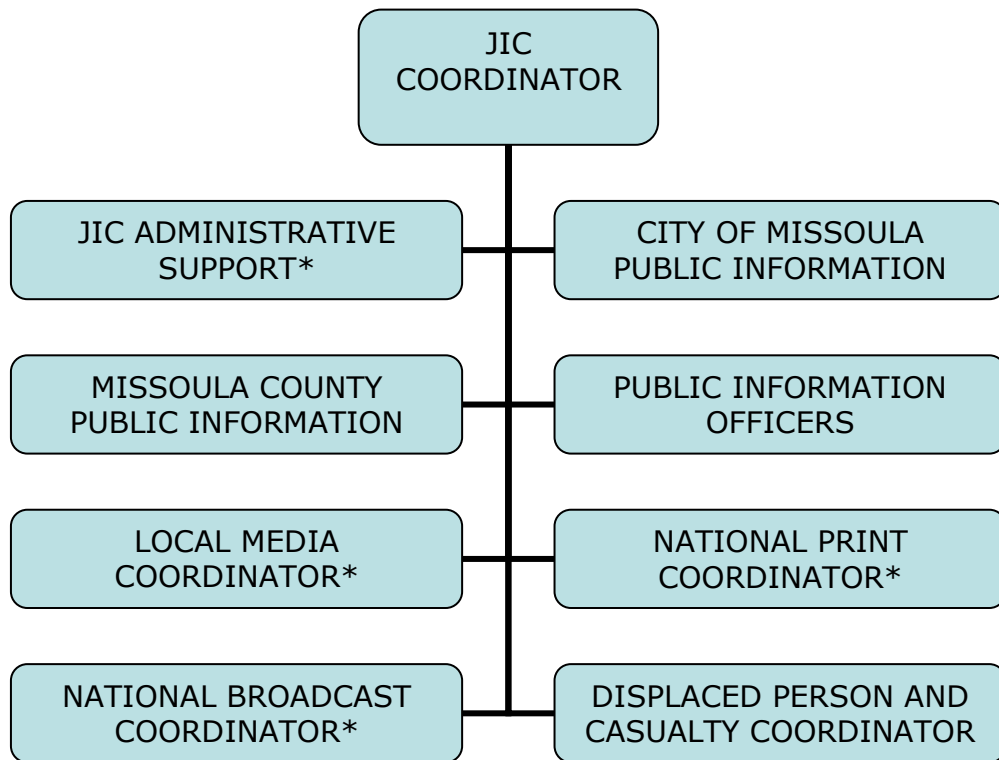 JIC
COORDINATOR
JIC ADMINISTRATIVE
SUPPORT*
CITY OF MISSOULA
PUBLIC INFORMATION
MISSOULA COUNTY
PUBLIC INFORMATION
PUBLIC INFORMATION
OFFICERS
LOCAL MEDIA
COORDINATOR*
NATIONAL PRINT
COORDINATOR*
NATIONAL BROADCAST
COORDINATOR*
DISPLACED PERSON AND
CASUALTY COORDINATOR